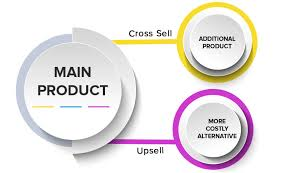 MAIN
PRODUCT
Cross Sell
ADDITIONAL
PRODUCT
Upsell
MORE
COSTLY
ALTERNATIVE